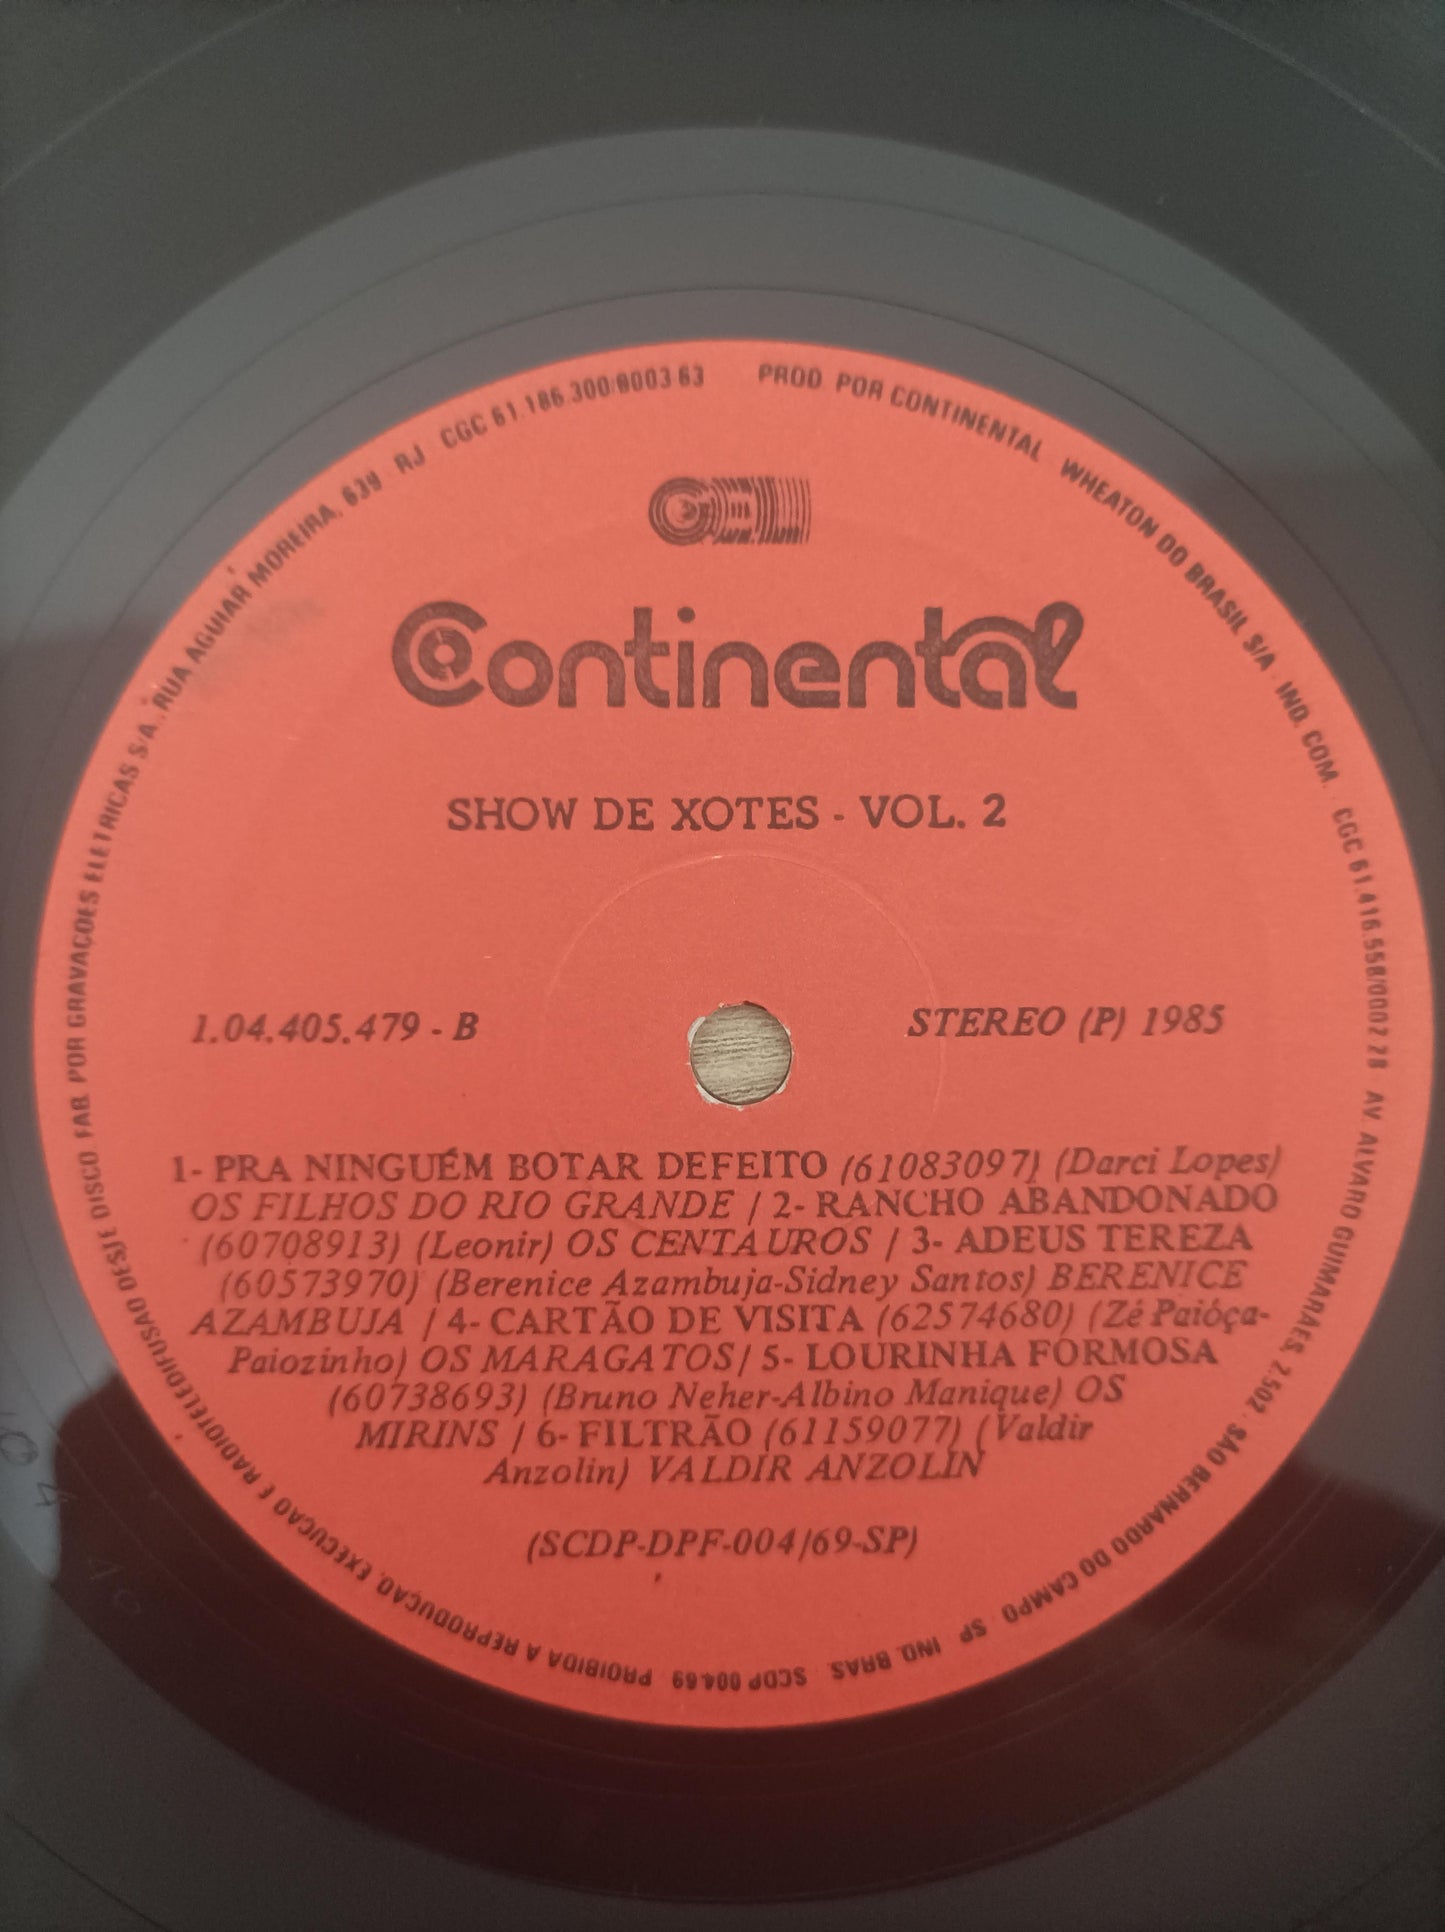 Continental
SHOW DE XOTES - VOL. 2
1.04.405.479 - B
STEREO (P) 1985
1- PRA NINGUÉM BOTAR DEFEITO (61083097) (Darci Lopes)
OS FILHOS DO RIO GRANDE / 2- RANCHO ABANDONADO
(60708913) (Leonir) OS CENTAUROS / 3- ADEUS TEREZA
(60573970) (Berenice Azambuja-Sidney Santos) BERENICE
AZAMBUJA / 4- CARTÃO DE VISITA (62574680) (Zé Paióça-
Paiozinho) OS MARAGATOS/ 5- LOURINHA FORMOSA
(60738693) (Bruno Neher-Albino Manique) OS
MIRINS / 6- FILTRÃO (61159077) (Valdir
Anzolin) VALDIR ANZOLIN
(SCDP-DPF-004/69-SP)
PROD. POR CONTINENTAL WHEATON DO BRASIL S/A · IND. COM. · CGC 61.416.558/0002 28 · AV. ALVARO GUIMARAES, 2.502 · SÃO BERNARDO DO CAMPO · SP IND. BRAS. SCDP 004/69 PROIBIDA A REPRODUÇAO, EXECUÇAO E RADIOTELEDIFUSAO DESTE DISCO. FAB. POR GRAVAÇOES ELETRICAS S/A. RUA AGUIAR MOREIRA, · RJ · CGC 61.186.300/0003 63